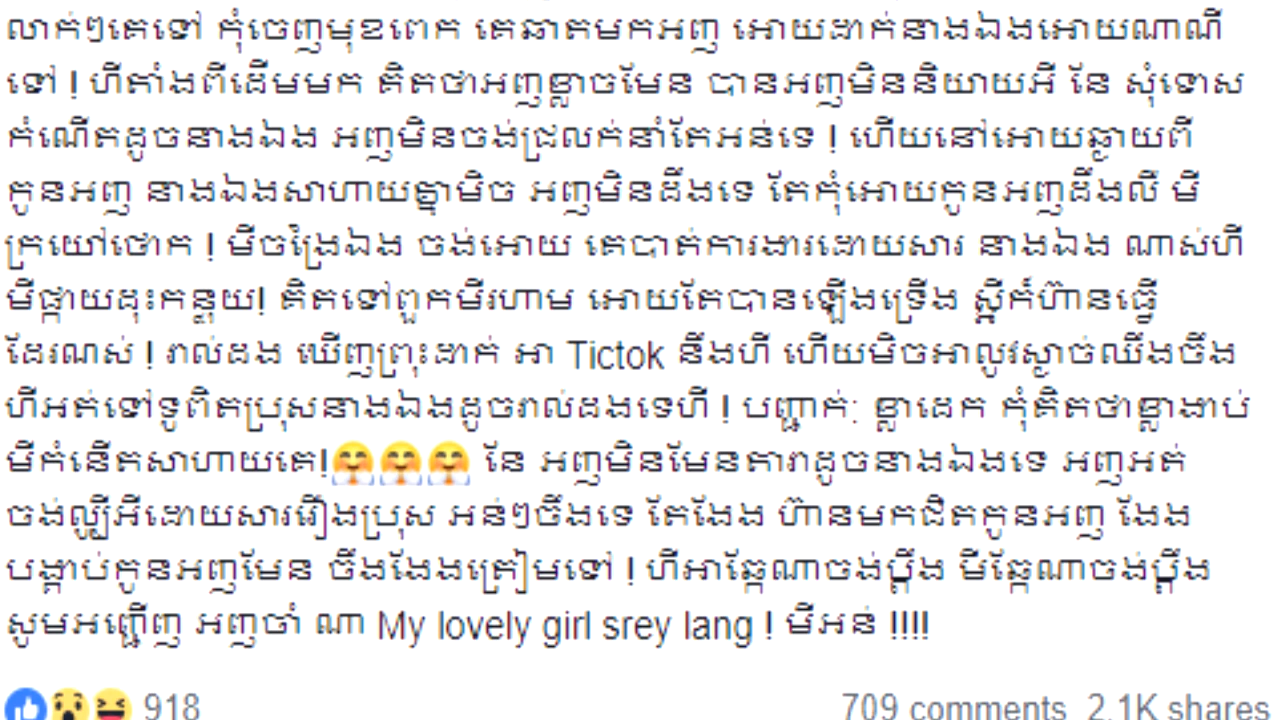 លាក់ៗគេទៅ កុំចេញមុខពេក គេឆាតមកអញ អោយដាក់នាងឯងអោយណាណី
ទៅ ! ហីតាំងពីដើមមក គិតថាអញខ្លាចមែន បានអញមិននិយាយអី នែ សុំទោស
កំណើតដូចនាងឯង អញមិនចង់ជ្រលក់នាំតែអន់ទេ ! ហើយនៅអោយឆ្ងាយពី
កូនអញ នាងឯងសាហាយគ្នាមិច អញមិនដឹងទេ តែកុំអោយកូនអញដឹងលឺ មី
ក្រយៅថោក ! មីចង្រៃឯង ចង់អោយ គេបាត់ការងារដោយសារ នាងឯង ណាស់ហី
មីផ្កាយដុះកន្ទុយ! គិតទៅពួកមីរហាម អោយតែបានឡើងទ្រើង ស្អីក៍ហ៊ានធ្វើ
ដែរណស់ ! រាល់ដង ឃើញព្រុះដាក់ អា Tictok នឹងហី ហើយមិចអាលូវស្ងាច់ឈឹងចឹង
ហីអត់ទៅទូពិតប្រុសនាងឯងដូចរាល់ដងទេហី ! បញ្ជាក់: ខ្លាដេក កុំគិតថាខ្លាងាប់
មីកំនើតសាហាយគេ!🤗🤗🤗 នែ អញមិនមែនតារាដូចនាងឯងទេ អញអត់
ចង់ល្បីអីដោយសាររឿងប្រុស អន់ៗចឹងទេ តែងែង ហ៊ានមកជិតកូនអញ ងែង
បង្គាប់កូនអញមែន ចឹងងែងត្រៀមទៅ ! ហីអាឆ្កែណាចង់ប្តឹង មីឆ្កែណាចង់ប្តឹង
សូមអញ្ជើញ អញចាំ ណា My lovely girl srey lang ! មីអន់ !!!!
918 709 comments 2.1K shares